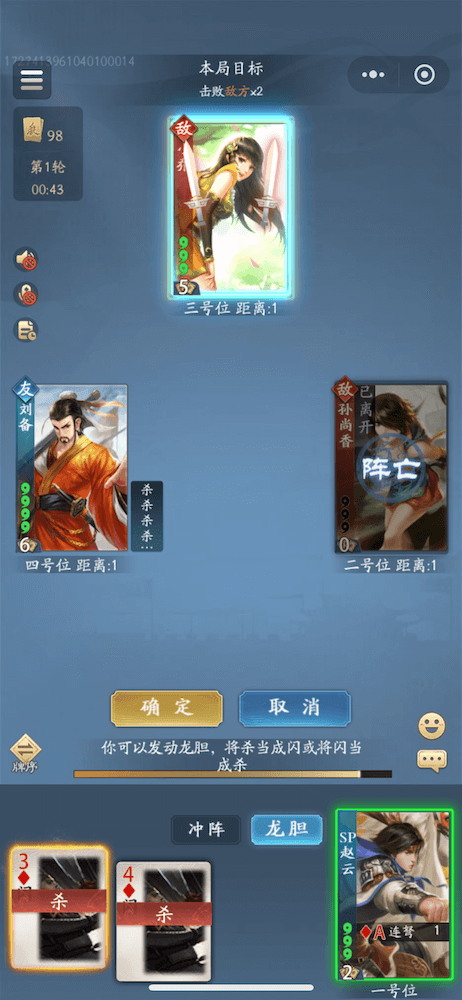 1727413961040100014
本局目标
击败敌方x2
98
第1轮
00:43
敌
小乔
5
三号位 距离:1
友
刘备
杀
杀
杀
杀
...
6
四号位 距离:1
敌
孙尚香
已离开
阵亡
0
二号位 距离:1
确定
取消
牌序
你可以发动龙胆，将杀当成闪或将闪当
成杀
冲阵
龙胆
3
闪
杀
4
杀
SP
赵云
A 连弩 1
2
一号位